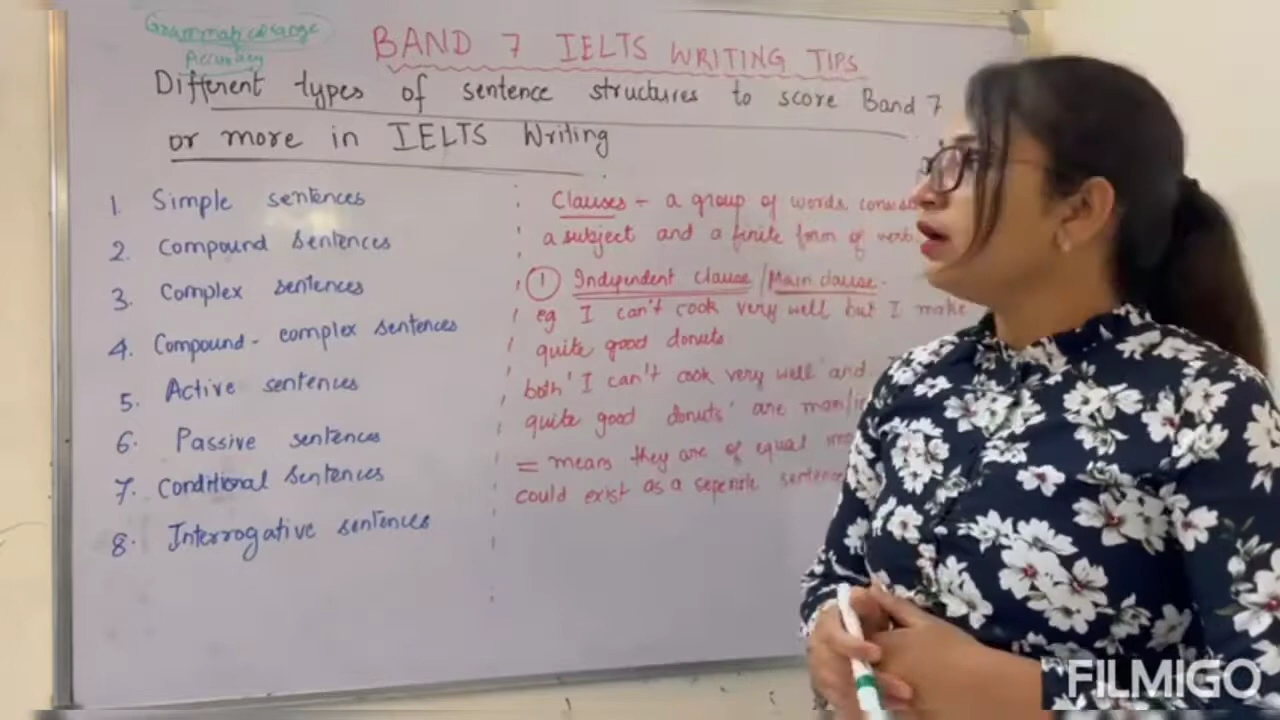 Grammatical range
Accuracy
BAND 7 IELTS WRITING TIPS
Different types of sentence structures to score Band 7
or more in IELTS Writing
1. Simple sentences
2. Compound sentences
3. Complex sentences
4. Compound-complex sentences
5. Active sentences
6. Passive sentences
7. Conditional sentences
8. Interrogative sentences
Clauses - a group of words
a subject and a finite form of verb
1 Independent clause / Main clause.
eg I can't cook very well but I make
quite good donuts
both 'I can't cook very well' and
quite good donuts' are
= means they are of equal
could exist as a seperate
FILMIGO